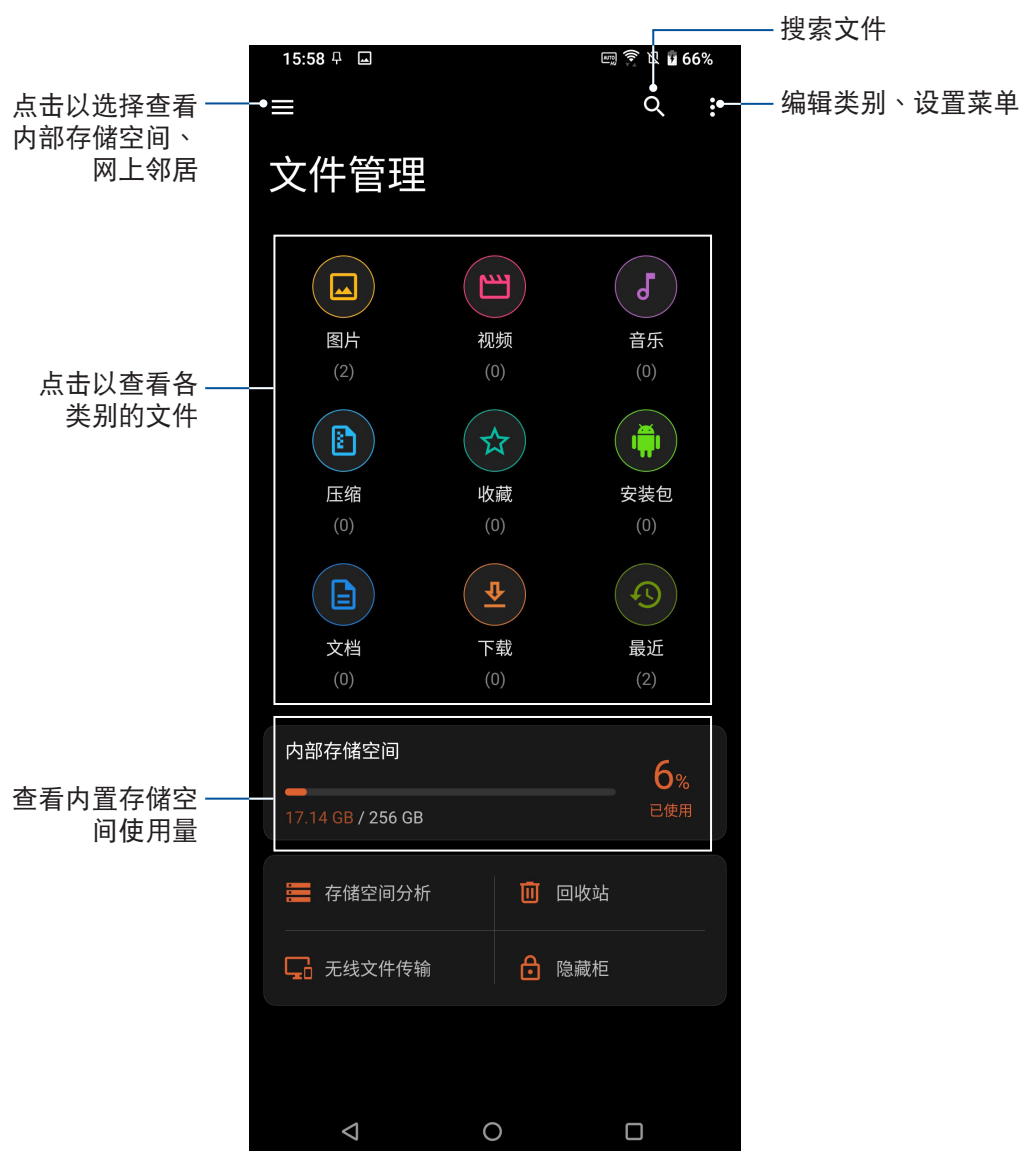 搜索文件
15:58
66%
点击以选择查看
内部存储空间、
网上邻居
编辑类别、设置菜单
文件管理
图片
视频
音乐
(2)
(0)
(0)
点击以查看各
类别的文件
压缩
收藏
安装包
(0)
(0)
(0)
文档
下载
最近
(0)
(0)
(2)
内部存储空间
6%
已使用
17.14 GB / 256 GB
查看内置存储空
间使用量
存储空间分析
回收站
无线文件传输
隐藏柜